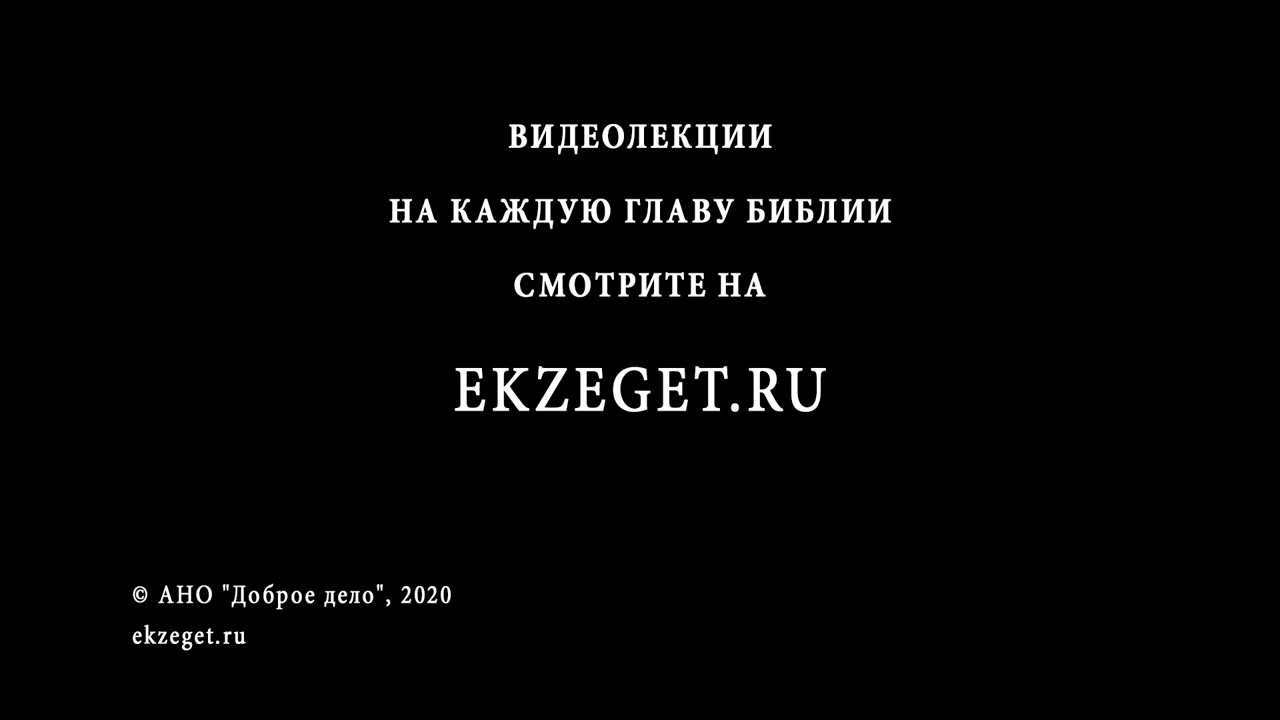 ВИДЕОЛЕКЦИИ
НА КАЖДУЮ ГЛАВУ БИБЛИИ
СМОТРИТЕ НА
EKZEGET.RU
© АНО "Доброе дело", 2020
ekzeget.ru